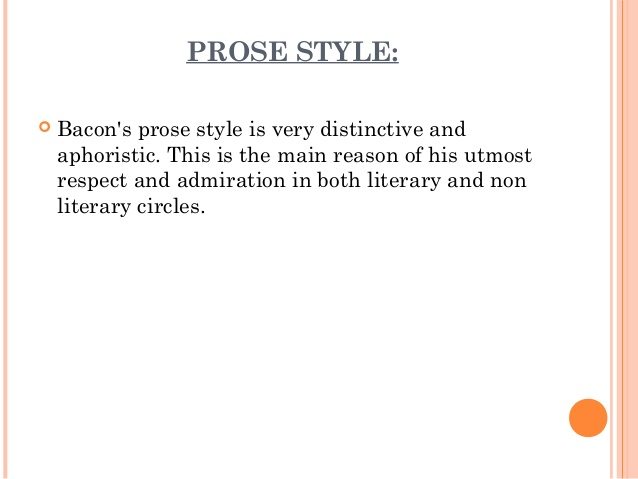 PROSE STYLE:
Bacon's prose style is very distinctive and
aphoristic. This is the main reason of his utmost
respect and admiration in both literary and non
literary circles.